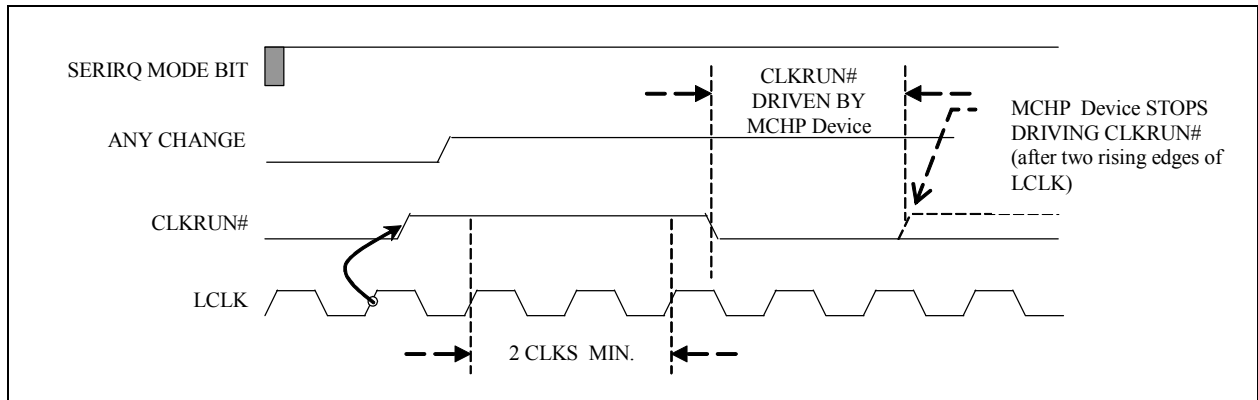 SERIRQ MODE BIT
CLKRUN#
DRIVEN BY
MCHP Device
MCHP Device STOPS
DRIVING CLKRUN#
(after two rising edges of
LCLK)
ANY CHANGE
CLKRUN#
LCLK
2 CLKS MIN.